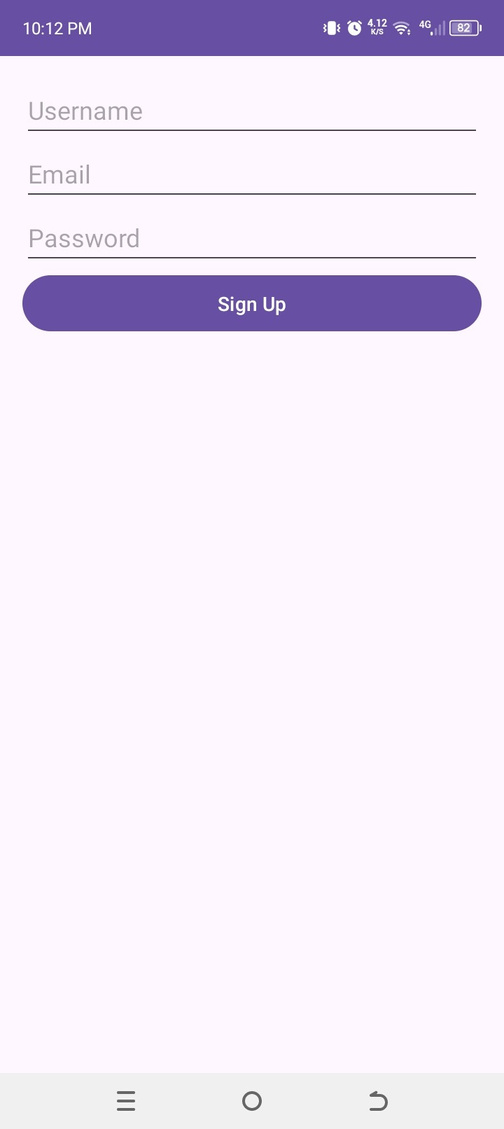 10:12 PM 4.12 K/S 4G 82
Username
Email
Password
Sign Up